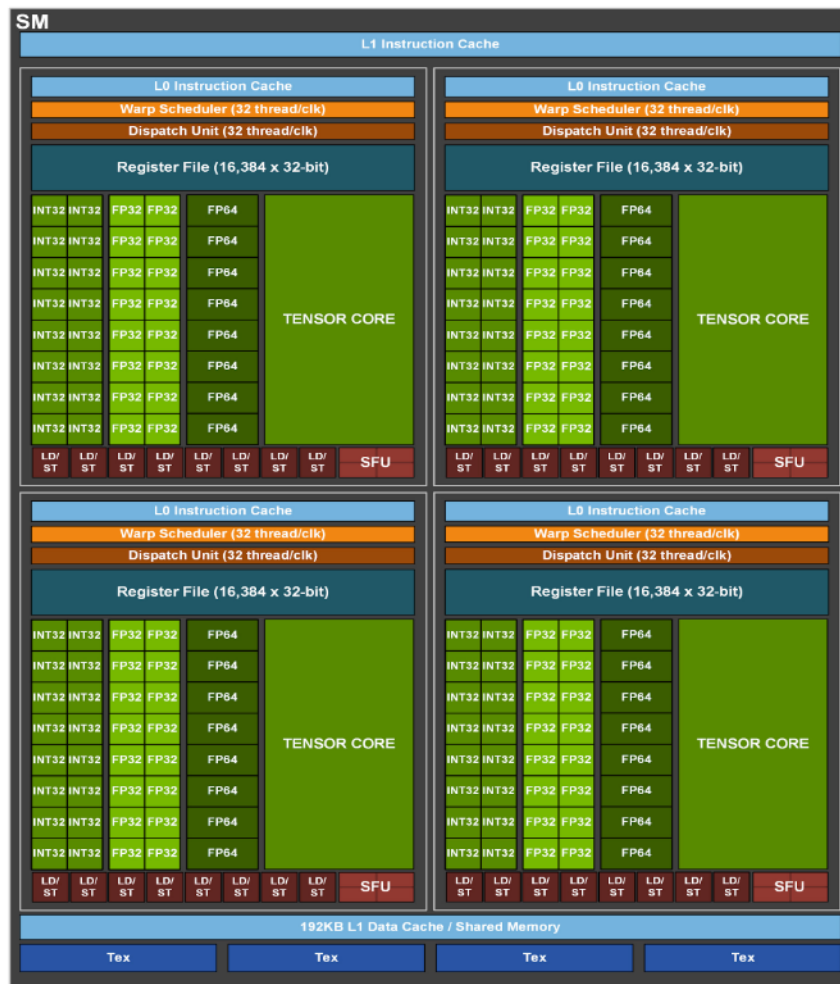 SM
L1 Instruction Cache
L0 Instruction Cache
Warp Scheduler (32 thread/clk)
Dispatch Unit (32 thread/clk)
Register File (16,384 x 32-bit)
INT32 INT32 FP32 FP32 FP64
INT32 INT32 FP32 FP32 FP64
INT32 INT32 FP32 FP32 FP64
INT32 INT32 FP32 FP32 FP64
INT32 INT32 FP32 FP32 FP64
INT32 INT32 FP32 FP32 FP64
INT32 INT32 FP32 FP32 FP64
INT32 INT32 FP32 FP32 FP64
TENSOR CORE
LD/ LD/ LD/ LD/ LD/ LD/ LD/ LD/
ST ST ST ST ST ST ST ST
SFU
L0 Instruction Cache
Warp Scheduler (32 thread/clk)
Dispatch Unit (32 thread/clk)
Register File (16,384 x 32-bit)
INT32 INT32 FP32 FP32 FP64
INT32 INT32 FP32 FP32 FP64
INT32 INT32 FP32 FP32 FP64
INT32 INT32 FP32 FP32 FP64
INT32 INT32 FP32 FP32 FP64
INT32 INT32 FP32 FP32 FP64
INT32 INT32 FP32 FP32 FP64
INT32 INT32 FP32 FP32 FP64
TENSOR CORE
LD/ LD/ LD/ LD/ LD/ LD/ LD/ LD/
ST ST ST ST ST ST ST ST
SFU
L0 Instruction Cache
Warp Scheduler (32 thread/clk)
Dispatch Unit (32 thread/clk)
Register File (16,384 x 32-bit)
INT32 INT32 FP32 FP32 FP64
INT32 INT32 FP32 FP32 FP64
INT32 INT32 FP32 FP32 FP64
INT32 INT32 FP32 FP32 FP64
INT32 INT32 FP32 FP32 FP64
INT32 INT32 FP32 FP32 FP64
INT32 INT32 FP32 FP32 FP64
INT32 INT32 FP32 FP32 FP64
TENSOR CORE
LD/ LD/ LD/ LD/ LD/ LD/ LD/ LD/
ST ST ST ST ST ST ST ST
SFU
L0 Instruction Cache
Warp Scheduler (32 thread/clk)
Dispatch Unit (32 thread/clk)
Register File (16,384 x 32-bit)
INT32 INT32 FP32 FP32 FP64
INT32 INT32 FP32 FP32 FP64
INT32 INT32 FP32 FP32 FP64
INT32 INT32 FP32 FP32 FP64
INT32 INT32 FP32 FP32 FP64
INT32 INT32 FP32 FP32 FP64
INT32 INT32 FP32 FP32 FP64
INT32 INT32 FP32 FP32 FP64
TENSOR CORE
LD/ LD/ LD/ LD/ LD/ LD/ LD/ LD/
ST ST ST ST ST ST ST ST
SFU
192KB L1 Data Cache / Shared Memory
Tex Tex Tex Tex